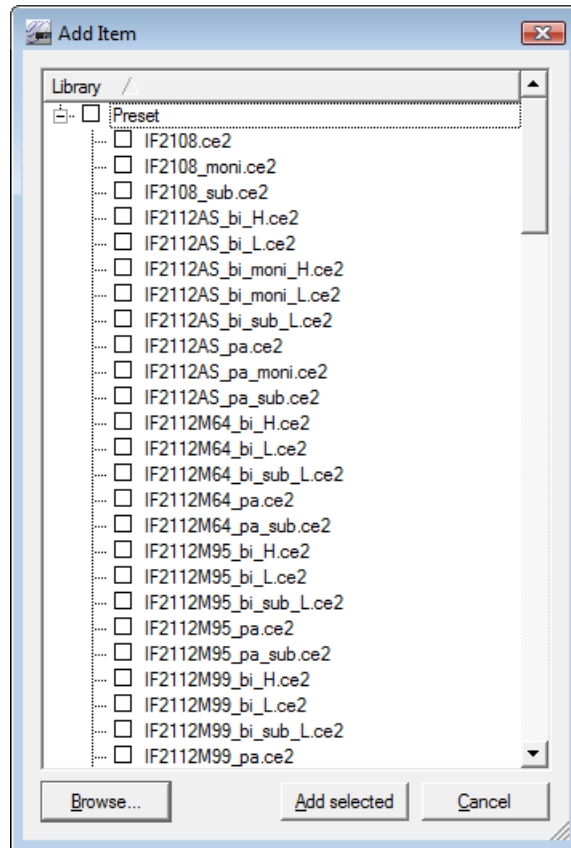 Add Item
Library
Preset
IF2108.ce2
IF2108_moni.ce2
IF2108_sub.ce2
IF2112AS_bi_H.ce2
IF2112AS_bi_L.ce2
IF2112AS_bi_moni_H.ce2
IF2112AS_bi_moni_L.ce2
IF2112AS_bi_sub_L.ce2
IF2112AS_pa.ce2
IF2112AS_pa_moni.ce2
IF2112AS_pa_sub.ce2
IF2112M64_bi_H.ce2
IF2112M64_bi_L.ce2
IF2112M64_bi_sub_L.ce2
IF2112M64_pa.ce2
IF2112M64_pa_sub.ce2
IF2112M95_bi_H.ce2
IF2112M95_bi_L.ce2
IF2112M95_bi_sub_L.ce2
IF2112M95_pa.ce2
IF2112M95_pa_sub.ce2
IF2112M99_bi_H.ce2
IF2112M99_bi_L.ce2
IF2112M99_bi_sub_L.ce2
IF2112M99_pa.ce2
Browse... Add selected Cancel